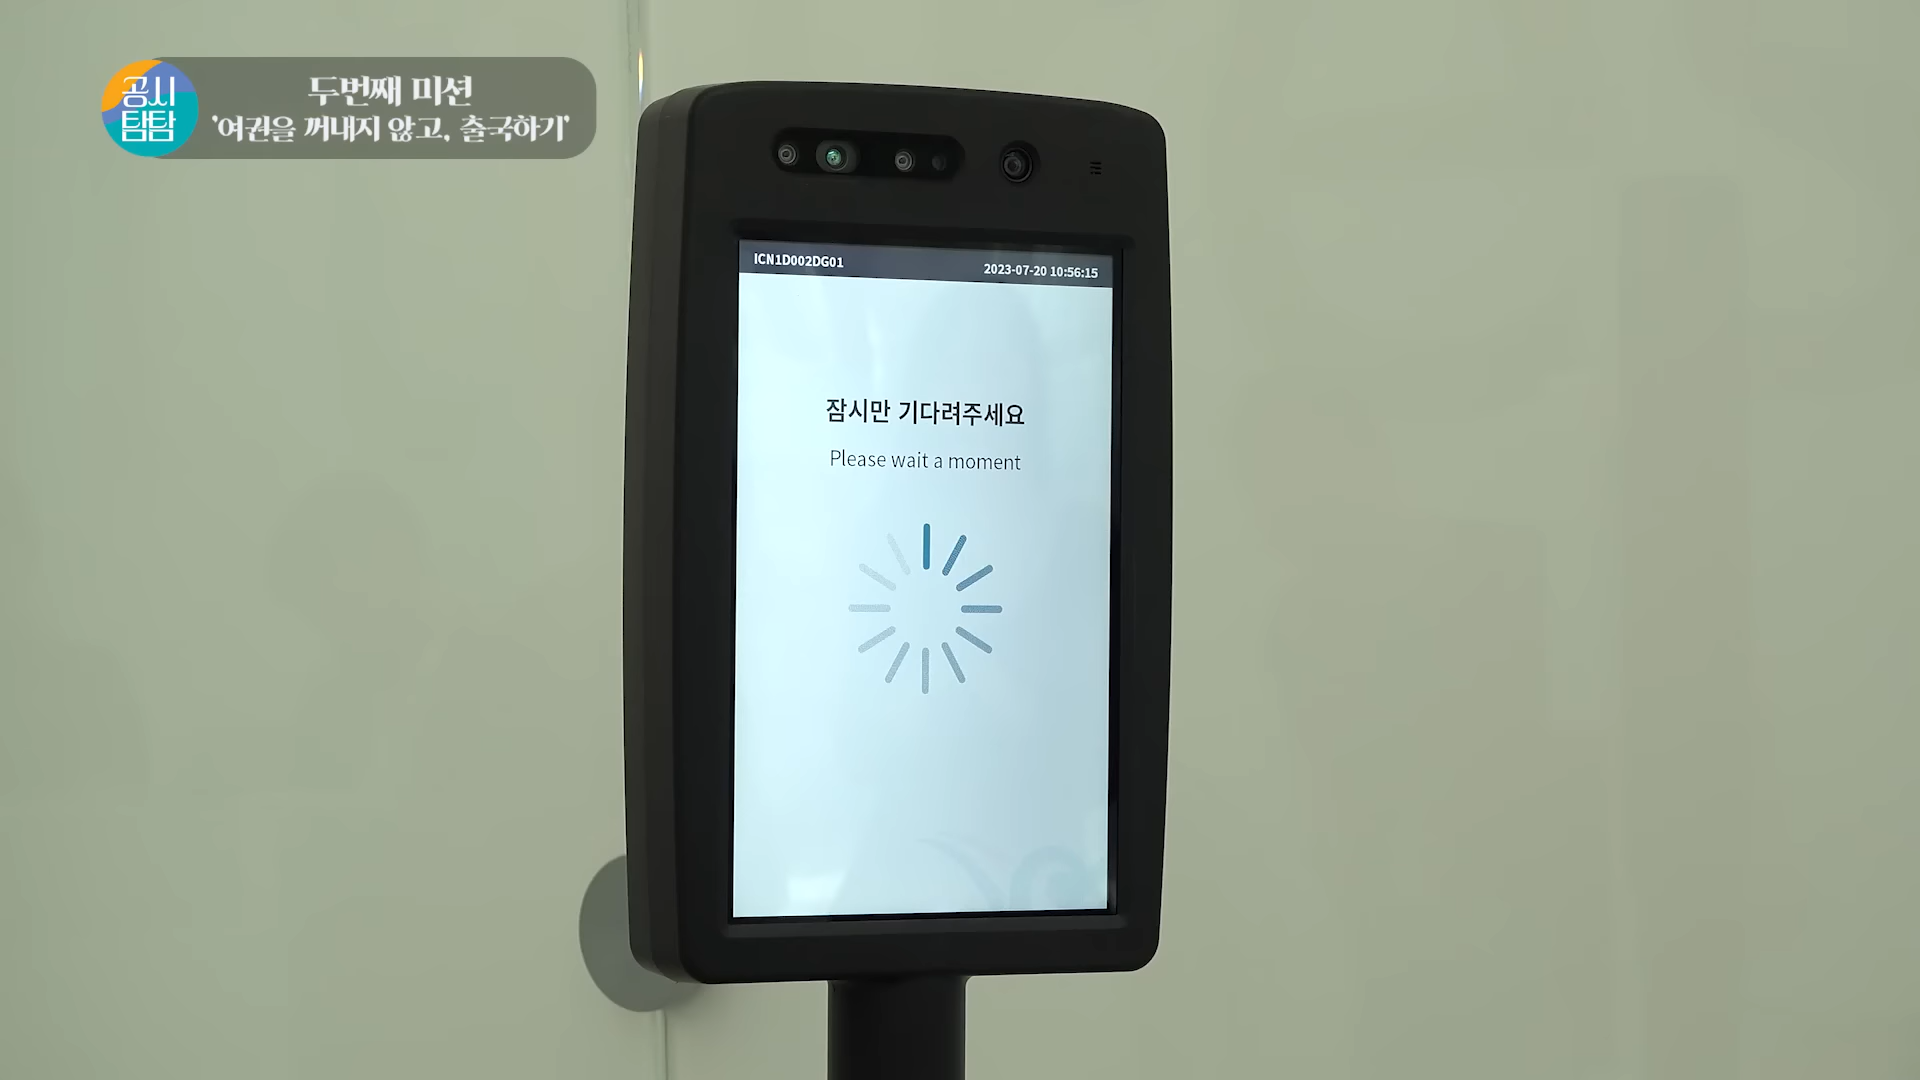 공시
탐탐
두번째 미션
'여권을 꺼내지 않고, 출국하기'
ICN1D002DG01
2023-07-20 10:56:15
잠시만 기다려주세요
Please wait a moment